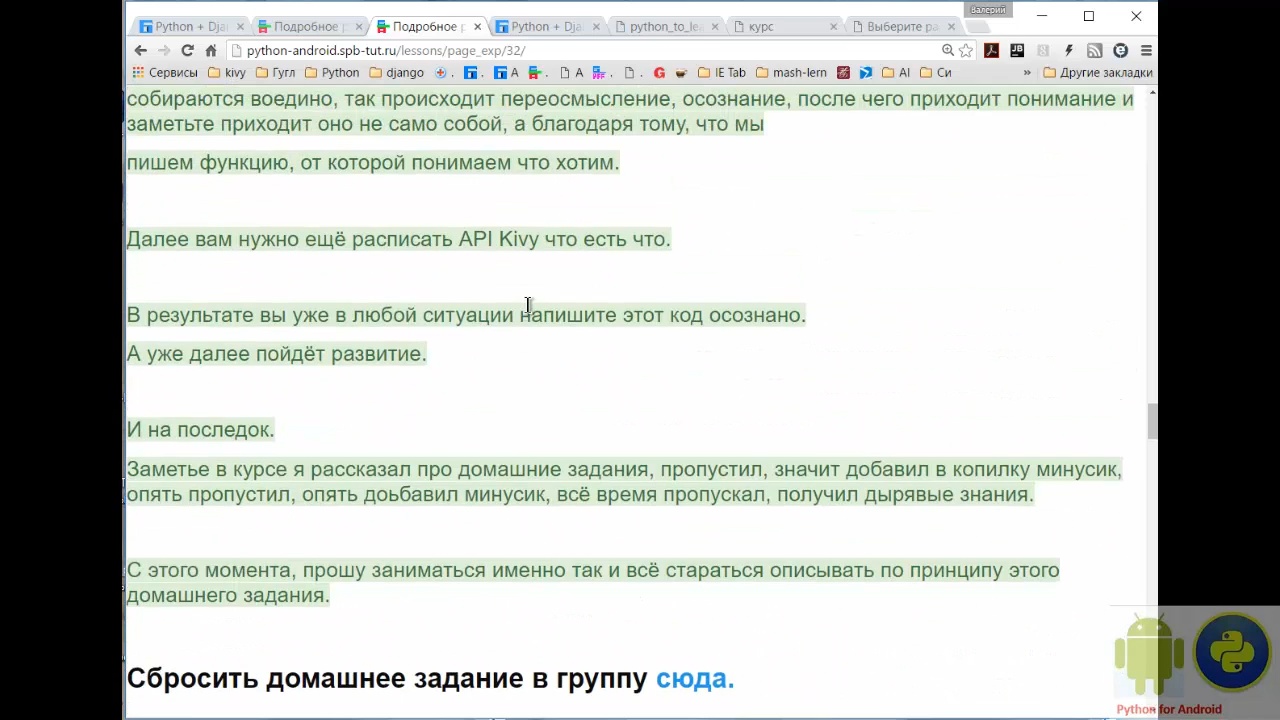 Валерий
Python + Dja
Подробное р
Подробное
Python + Dja
python_to_lea
курс
Выберите ра
python-android.spb-tut.ru/lessons/page_exp/32/
Сервисы kivy Гугл Python django . . A . A . IE Tab mash-lern AI Си » Другие закладки
собираются воедино, так происходит переосмысление, осознание, после чего приходит понимание и
заметьте приходит оно не само собой, а благодаря тому, что мы
пишем функцию, от которой понимаем что хотим.
Далее вам нужно ещё расписать API Kivy что есть что.
В результате вы уже в любой ситуации напишите этот код осознано.
А уже далее пойдёт развитие.
И на последок.
Заметье в курсе я рассказал про домашние задания, пропустил, значит добавил в копилку минусик,
опять пропустил, опять доьбавил минусик, всё время пропускал, получил дырявые знания.
С этого момента, прошу заниматься именно так и всё стараться описывать по принципу этого
домашнего задания.
Сбросить домашнее задание в группу сюда.
Python for Android